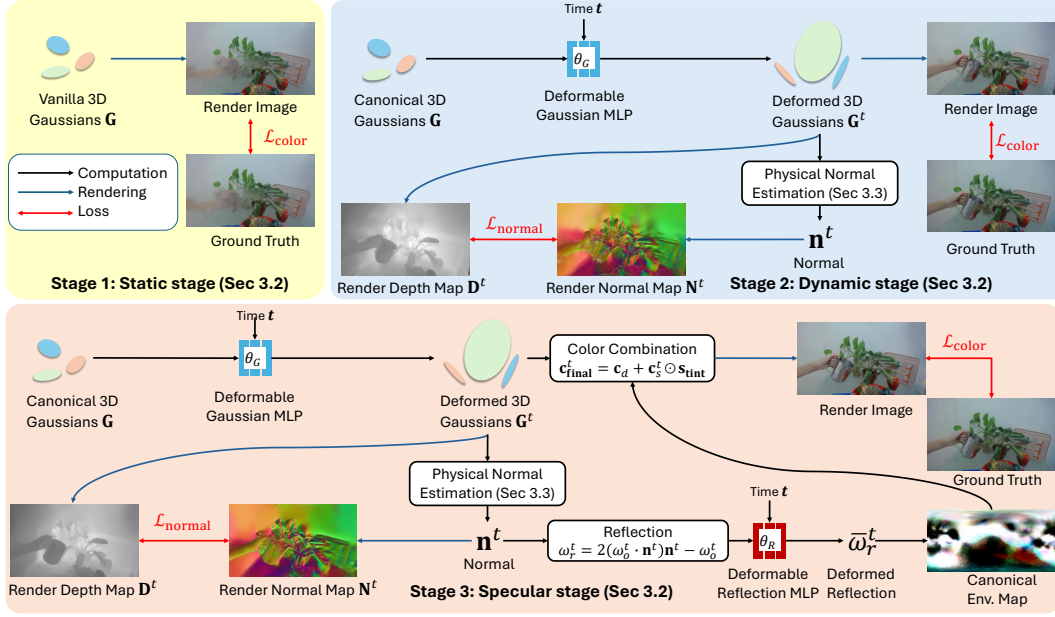 Vanilla 3D
Gaussians G
Render Image
ℒcolor
Computation
Rendering
Loss
Ground Truth
Stage 1: Static stage (Sec 3.2)
Time t
Canonical 3D
Gaussians G
θG
Deformable
Gaussian MLP
Deformed 3D
Gaussians Gᵗ
Render Image
ℒcolor
Physical Normal
Estimation (Sec 3.3)
ℒnormal
nᵗ
Normal
Ground Truth
Render Depth Map Dᵗ
Render Normal Map Nᵗ
Stage 2: Dynamic stage (Sec 3.2)
Time t
Canonical 3D
Gaussians G
θG
Deformable
Gaussian MLP
Deformed 3D
Gaussians Gᵗ
Color Combination
cᵗfinal = cd + cᵗs ⊙ stint
Render Image
ℒcolor
Ground Truth
Physical Normal
Estimation (Sec 3.3)
ℒnormal
Render Depth Map Dᵗ
Render Normal Map Nᵗ
nᵗ
Normal
Reflection
ωᵗr = 2(ωᵗo · nᵗ)nᵗ − ωᵗo
Time t
θR
Deformable
Reflection MLP
ω̅ᵗr
Deformed
Reflection
Canonical
Env. Map
Stage 3: Specular stage (Sec 3.2)